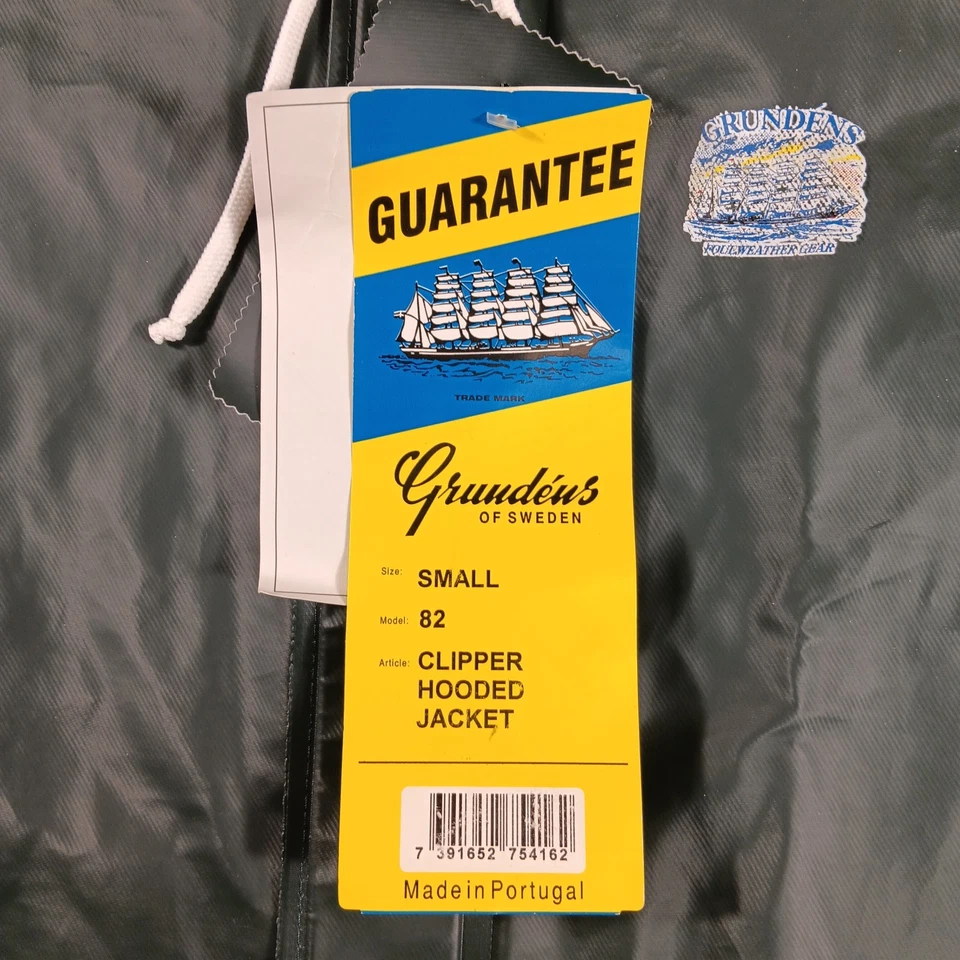 GUARANTEE
GRUNDÉNS
FOULWEATHER GEAR
TRADE MARK
Grundéns
OF SWEDEN
Size: SMALL
Model: 82
Article: CLIPPER
HOODED
JACKET
7 391652 754162
Made in Portugal